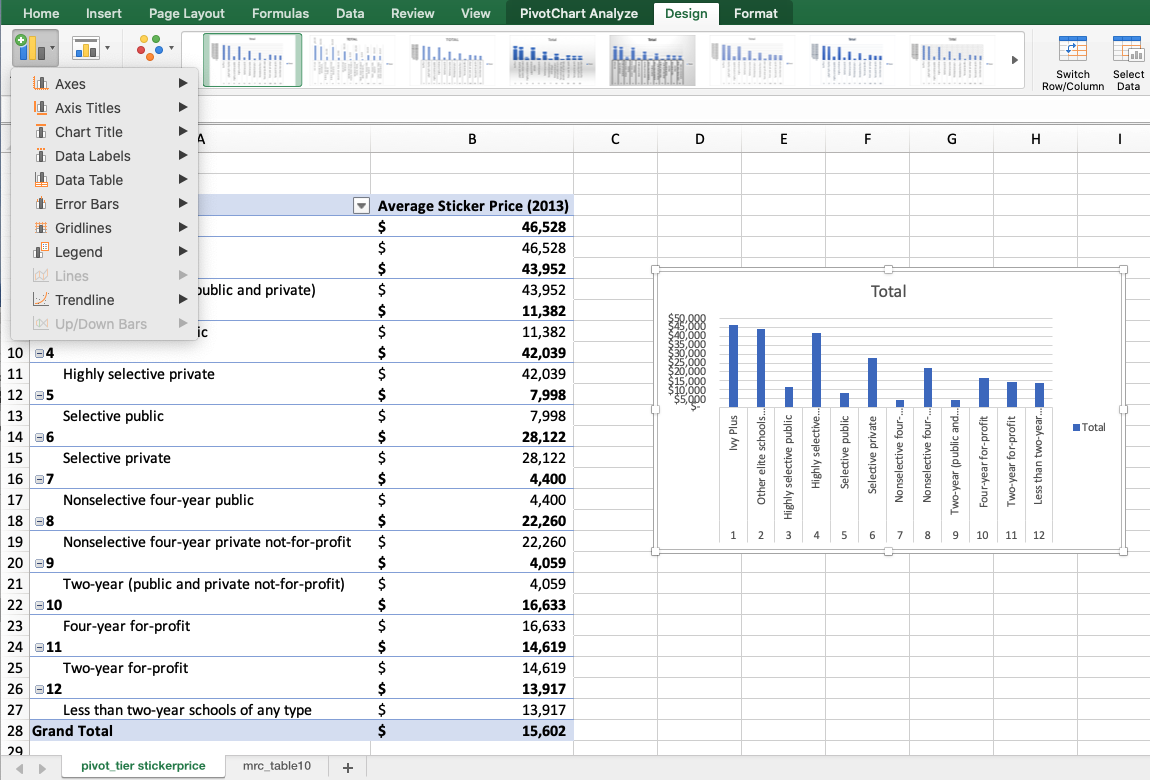 Home Insert Page Layout Formulas Data Review View PivotChart Analyze Design Format
Switch Row/Column
Select Data
Axes
Axis Titles
Chart Title
Data Labels
Data Table
Error Bars
Gridlines
Legend
Lines
Trendline
Up/Down Bars
A B C D E F G H I
Average Sticker Price (2013)
$ 46,528
$ 46,528
$ 43,952
public and private) $ 43,952
$ 11,382
ic $ 11,382
10 4 $ 42,039
11 Highly selective private $ 42,039
12 5 $ 7,998
13 Selective public $ 7,998
14 6 $ 28,122
15 Selective private $ 28,122
16 7 $ 4,400
17 Nonselective four-year public $ 4,400
18 8 $ 22,260
19 Nonselective four-year private not-for-profit $ 22,260
20 9 $ 4,059
21 Two-year (public and private not-for-profit) $ 4,059
22 10 $ 16,633
23 Four-year for-profit $ 16,633
24 11 $ 14,619
25 Two-year for-profit $ 14,619
26 12 $ 13,917
27 Less than two-year schools of any type $ 13,917
28 Grand Total $ 15,602
29
Total
$50,000
$45,000
$40,000
$35,000
$30,000
$25,000
$20,000
$15,000
$10,000
$5,000
$-
Ivy Plus
Other elite schools...
Highly selective public
Highly selective...
Selective public
Selective private
Nonselective four-...
Nonselective four-...
Two-year (public and...
Four-year for-profit
Two-year for-profit
Less than two-year...
1 2 3 4 5 6 7 8 9 10 11 12
Total
pivot_tier stickerprice mrc_table10 +